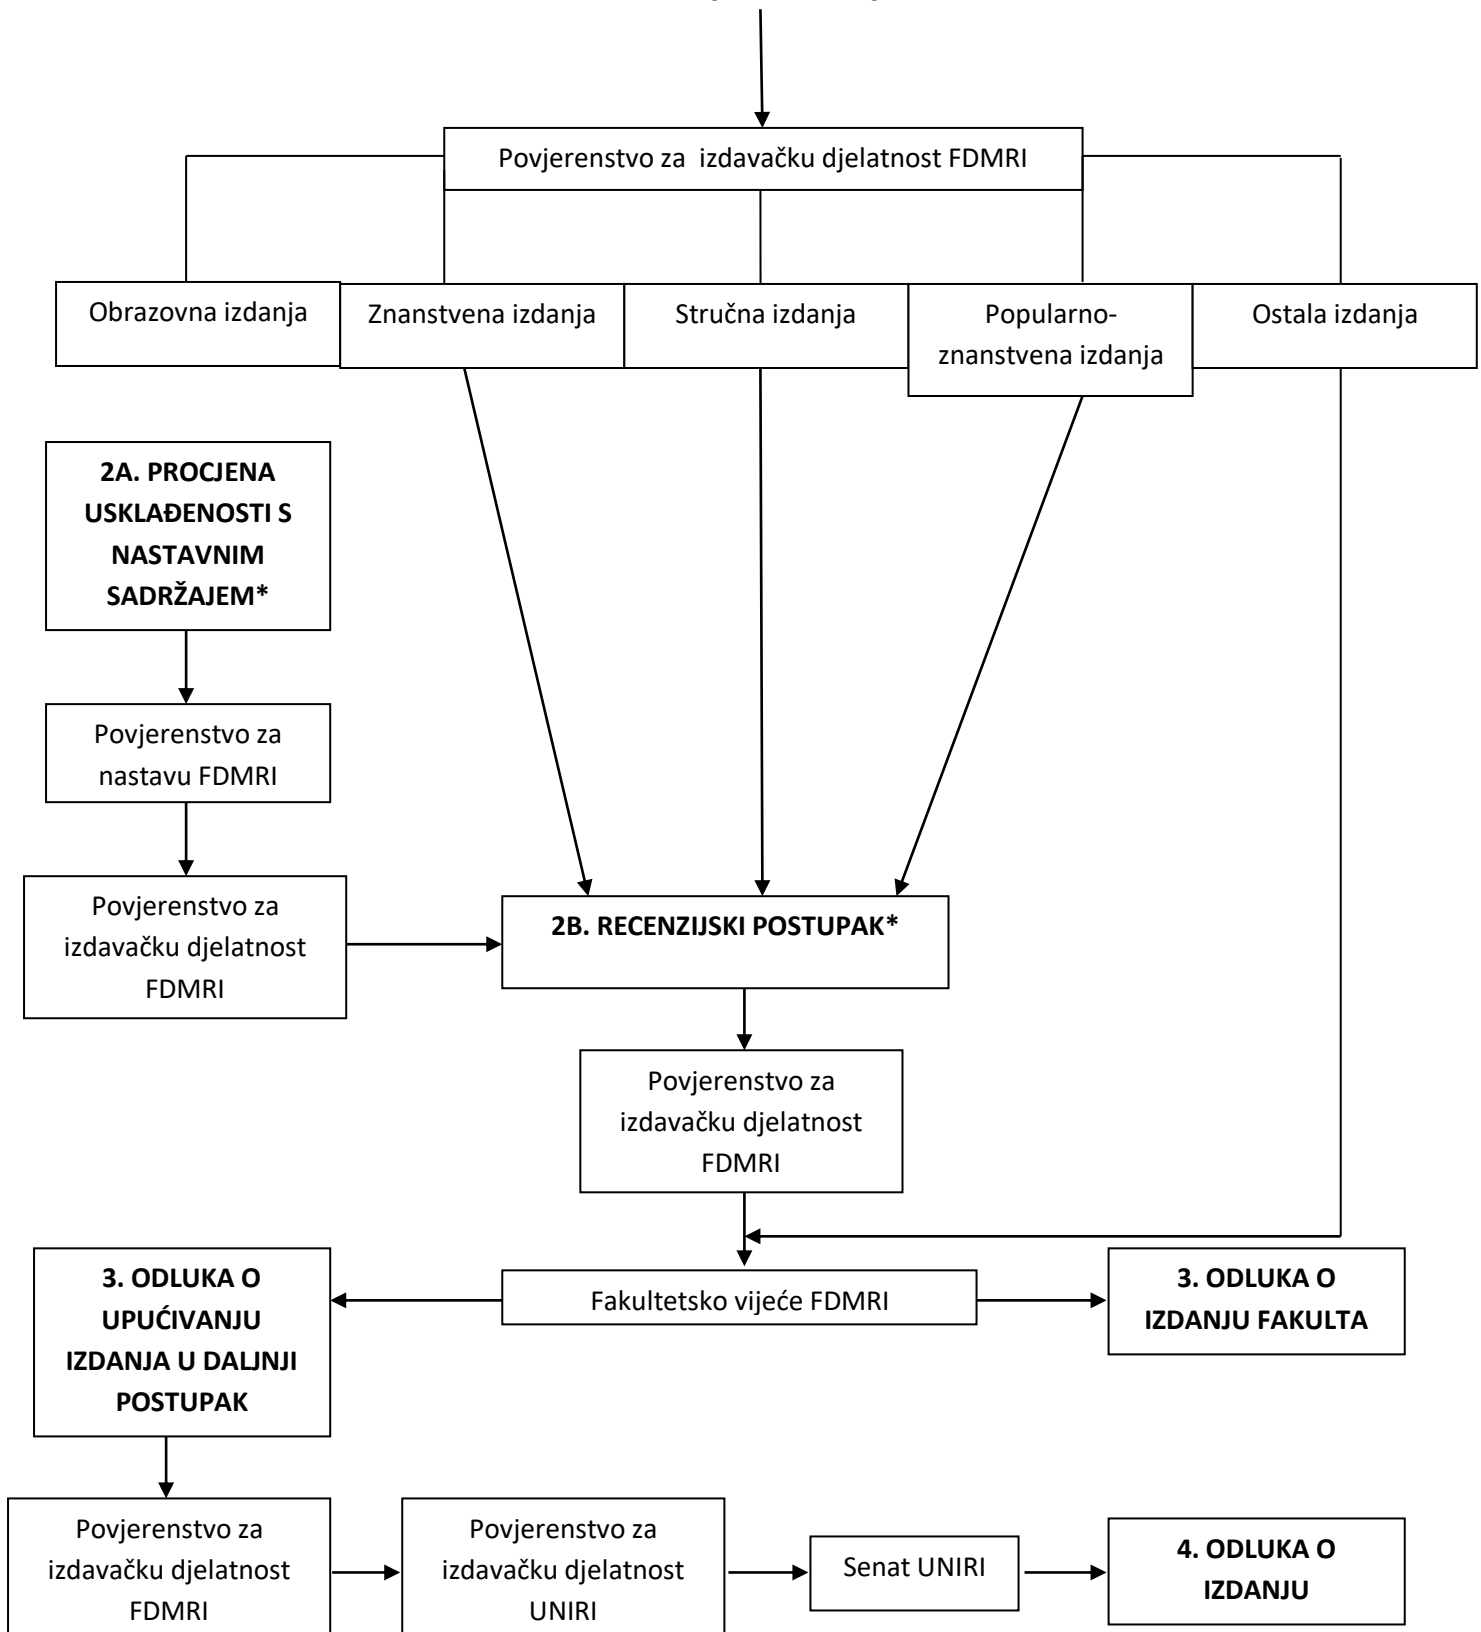 Povjerenstvo za  izdavačku djelatnost FDMRI
Obrazovna izdanja
Znanstvena izdanja
Stručna izdanja
Popularno-
znanstvena izdanja
Ostala izdanja
2A. PROCJENA
USKLAĐENOSTI S
NASTAVNIM
SADRŽAJEM*
Povjerenstvo za
nastavu FDMRI
Povjerenstvo za
izdavačku djelatnost
FDMRI
2B. RECENZIJSKI POSTUPAK*
Povjerenstvo za
izdavačku djelatnost
FDMRI
3. ODLUKA O
UPUĆIVANJU
IZDANJA U DALJNJI
POSTUPAK
Fakultetsko vijeće FDMRI
3. ODLUKA O
IZDANJU FAKULTA
Povjerenstvo za
izdavačku djelatnost
FDMRI
Povjerenstvo za
izdavačku djelatnost
UNIRI
Senat UNIRI
4. ODLUKA O
IZDANJU